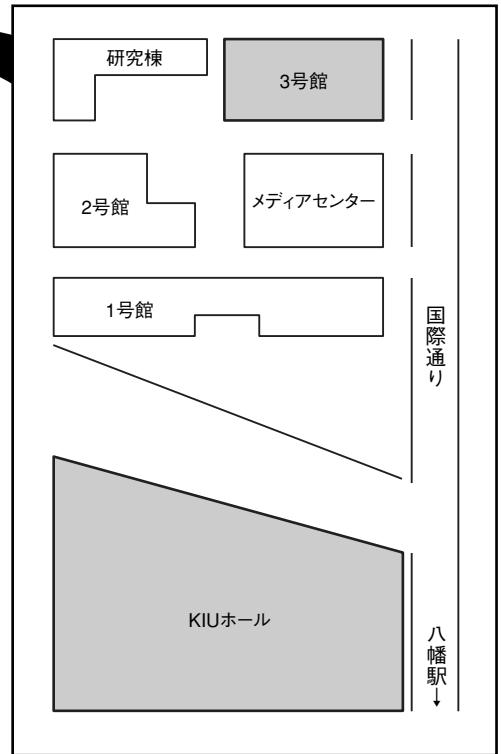 研究棟
3号館
2号館
メディアセンター
1号館
国際通り
KIUホール
八幡駅↓